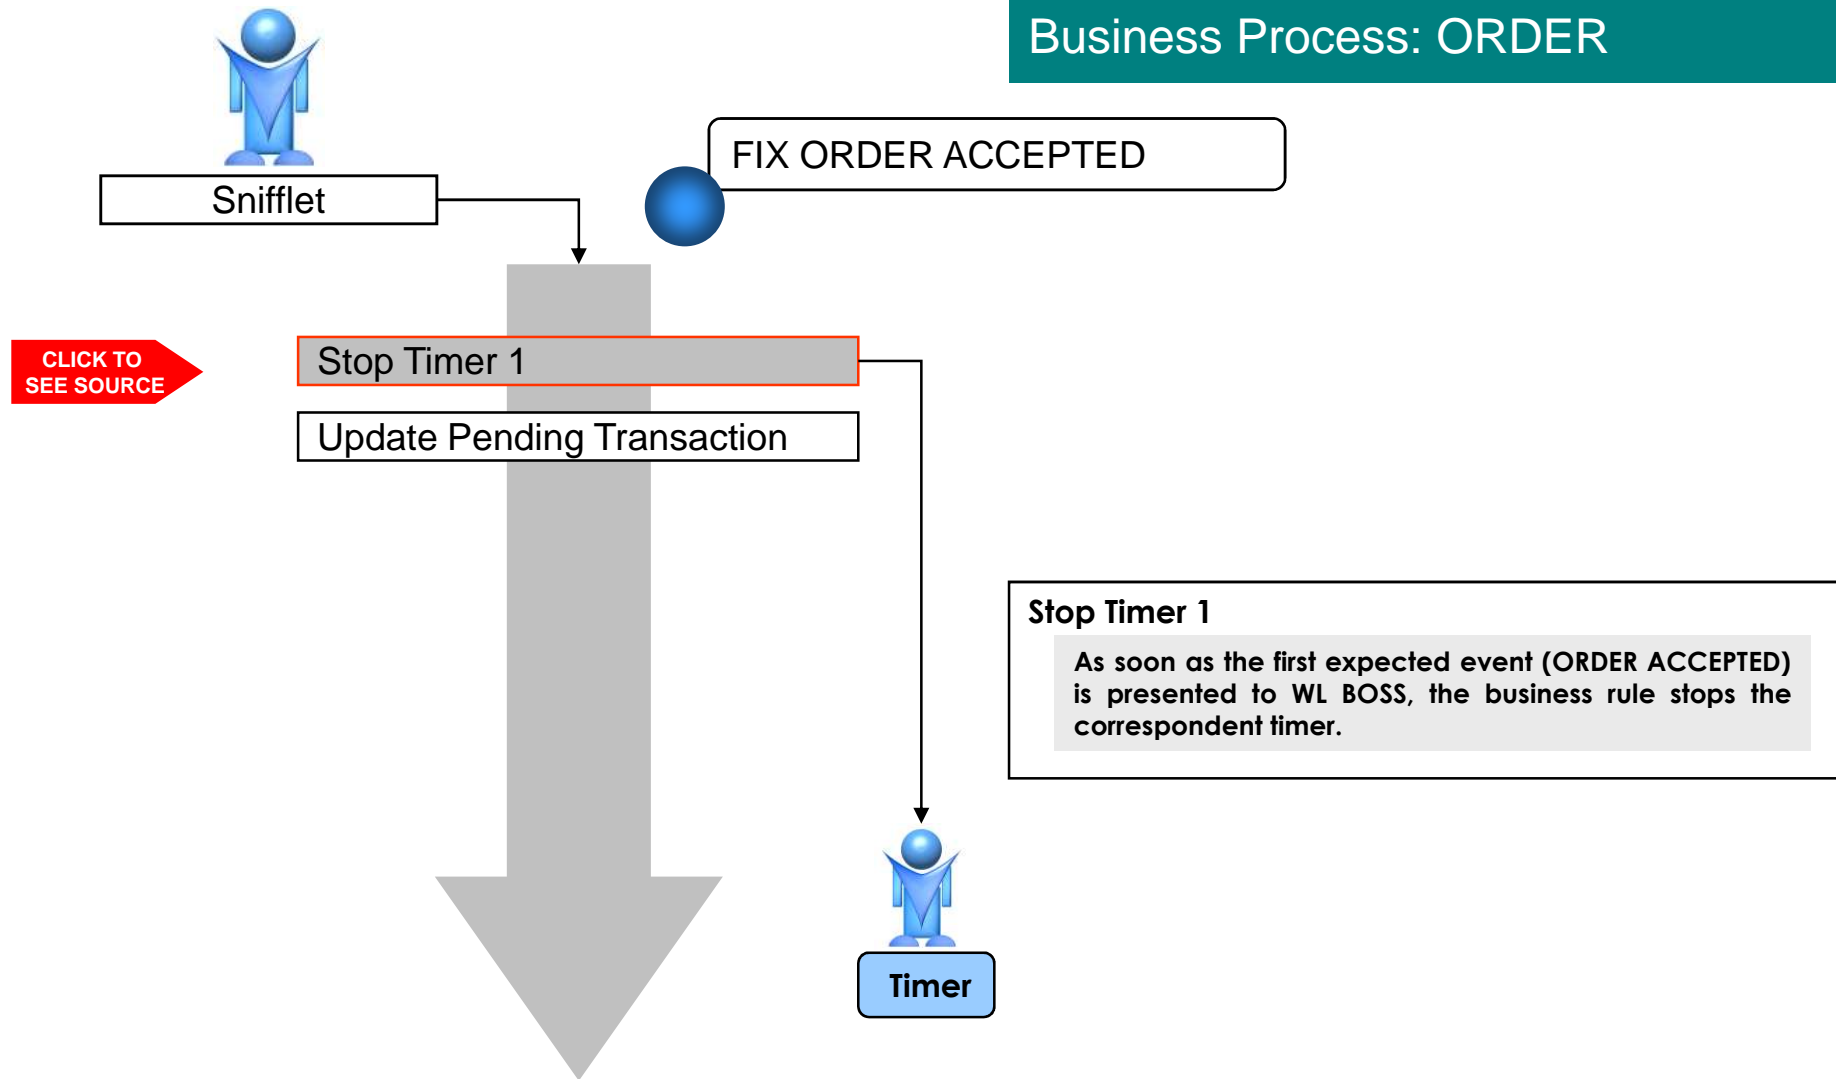 Business Process: ORDER
FIX ORDER ACCEPTED
Snifflet
CLICK TO
SEE SOURCE
Stop Timer 1
Update Pending Transaction
Stop Timer 1
As soon as the first expected event (ORDER ACCEPTED)
is presented to WL BOSS, the business rule stops the
correspondent timer.
Timer